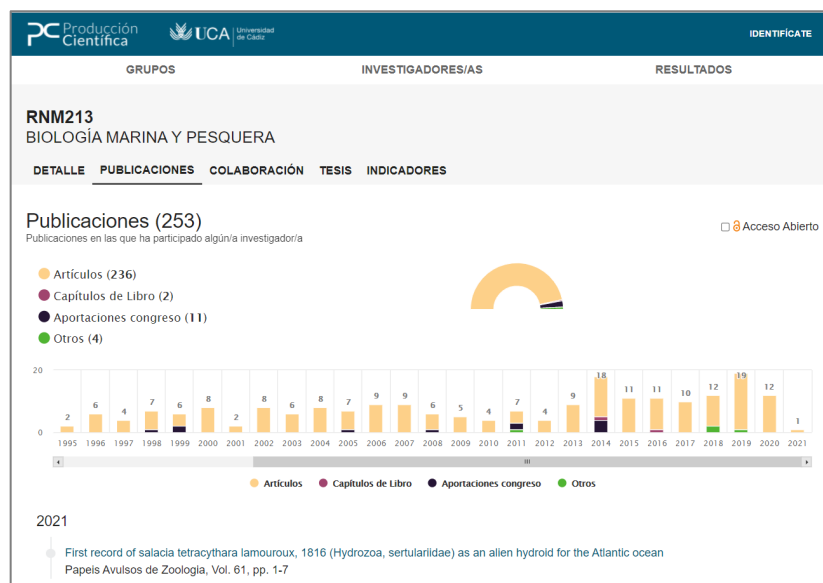 Producción Científica
UCA Universidad de Cádiz
IDENTIFÍCATE
GRUPOS INVESTIGADORES/AS RESULTADOS
RNM213
BIOLOGÍA MARINA Y PESQUERA
DETALLE PUBLICACIONES COLABORACIÓN TESIS INDICADORES
Publicaciones (253)
Publicaciones en las que ha participado algún/a investigador/a
Acceso Abierto
Artículos (236)
Capítulos de Libro (2)
Aportaciones congreso (11)
Otros (4)
20
2 6 4 7 6 8 2 8 6 8 7 9 9 6 5 4 7 4 9 18 11 11 10 12 19 12 1
0
1995 1996 1997 1998 1999 2000 2001 2002 2003 2004 2005 2006 2007 2008 2009 2010 2011 2012 2013 2014 2015 2016 2017 2018 2019 2020 2021
Artículos Capítulos de Libro Aportaciones congreso Otros
2021
First record of salacia tetracythara lamouroux, 1816 (Hydrozoa, sertulariidae) as an alien hydroid for the Atlantic ocean
Papeis Avulsos de Zoologia, Vol. 61, pp. 1-7